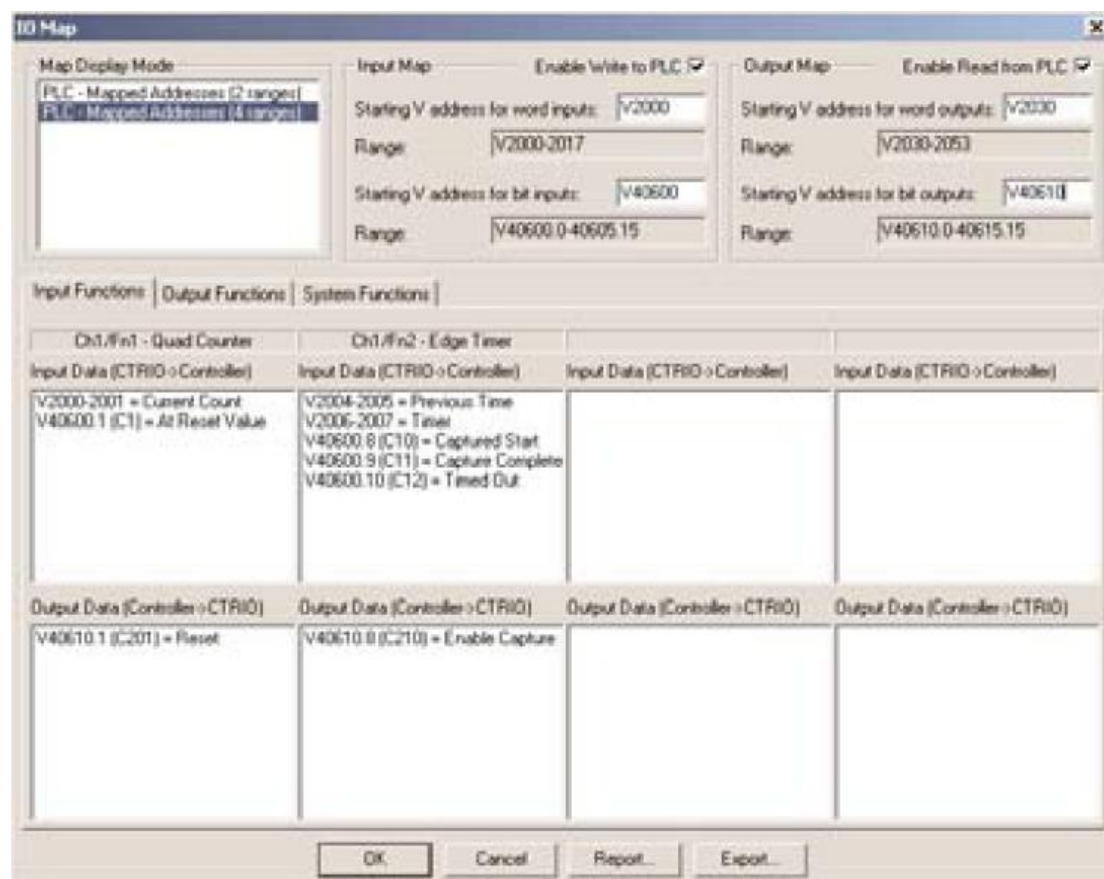 IO Map
Map Display Mode
PLC - Mapped Addresses (2 ranges)
PLC - Mapped Addresses (4 ranges)
Input Map
Enable Write to PLC
Starting V address for word inputs: V2000
Range: V2000-2017
Starting V address for bit inputs: V40600
Range: V40600.0-40605.15
Output Map
Enable Read from PLC
Starting V address for word outputs: V2030
Range: V2030-2053
Starting V address for bit outputs: V40610
Range: V40610.0-40615.15
Input Functions
Output Functions
System Functions
Ch1/Fn1 - Quad Counter
Ch1/Fn2 - Edge Timer
Input Data (CTRIO->Controller)
Input Data (CTRIO->Controller)
Input Data (CTRIO->Controller)
Input Data (CTRIO->Controller)
V2000-2001 = Current Count
V40600.1 (C1) = At Reset Value
V2004-2005 = Previous Time
V2006-2007 = Timer
V40600.8 (C10) = Captured Start
V40600.9 (C11) = Capture Complete
V40600.10 (C12) = Timed Out
Output Data (Controller->CTRIO)
Output Data (Controller->CTRIO)
Output Data (Controller->CTRIO)
Output Data (Controller->CTRIO)
V40610.1 (C201) = Reset
V40610.8 (C210) = Enable Capture
OK
Cancel
Report...
Export...